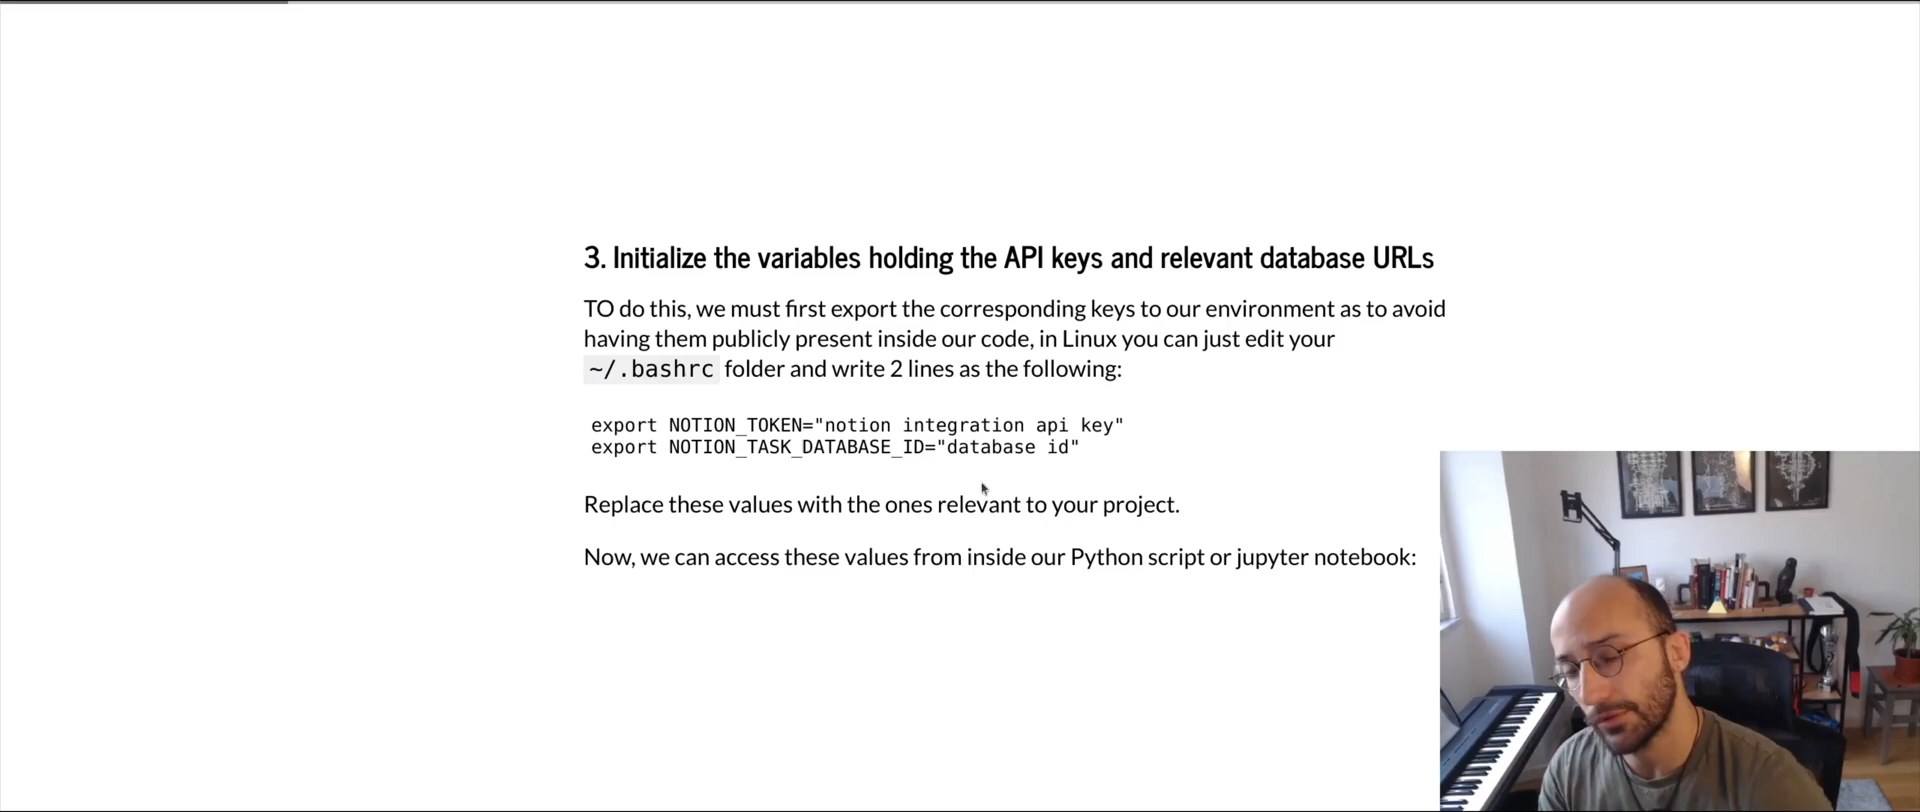 3. Initialize the variables holding the API keys and relevant database URLs
TO do this, we must first export the corresponding keys to our environment as to avoid
having them publicly present inside our code, in Linux you can just edit your
~/.bashrc folder and write 2 lines as the following:
export NOTION_TOKEN="notion integration api key"
export NOTION_TASK_DATABASE_ID="database id"
Replace these values with the ones relevant to your project.
Now, we can access these values from inside our Python script or jupyter notebook: